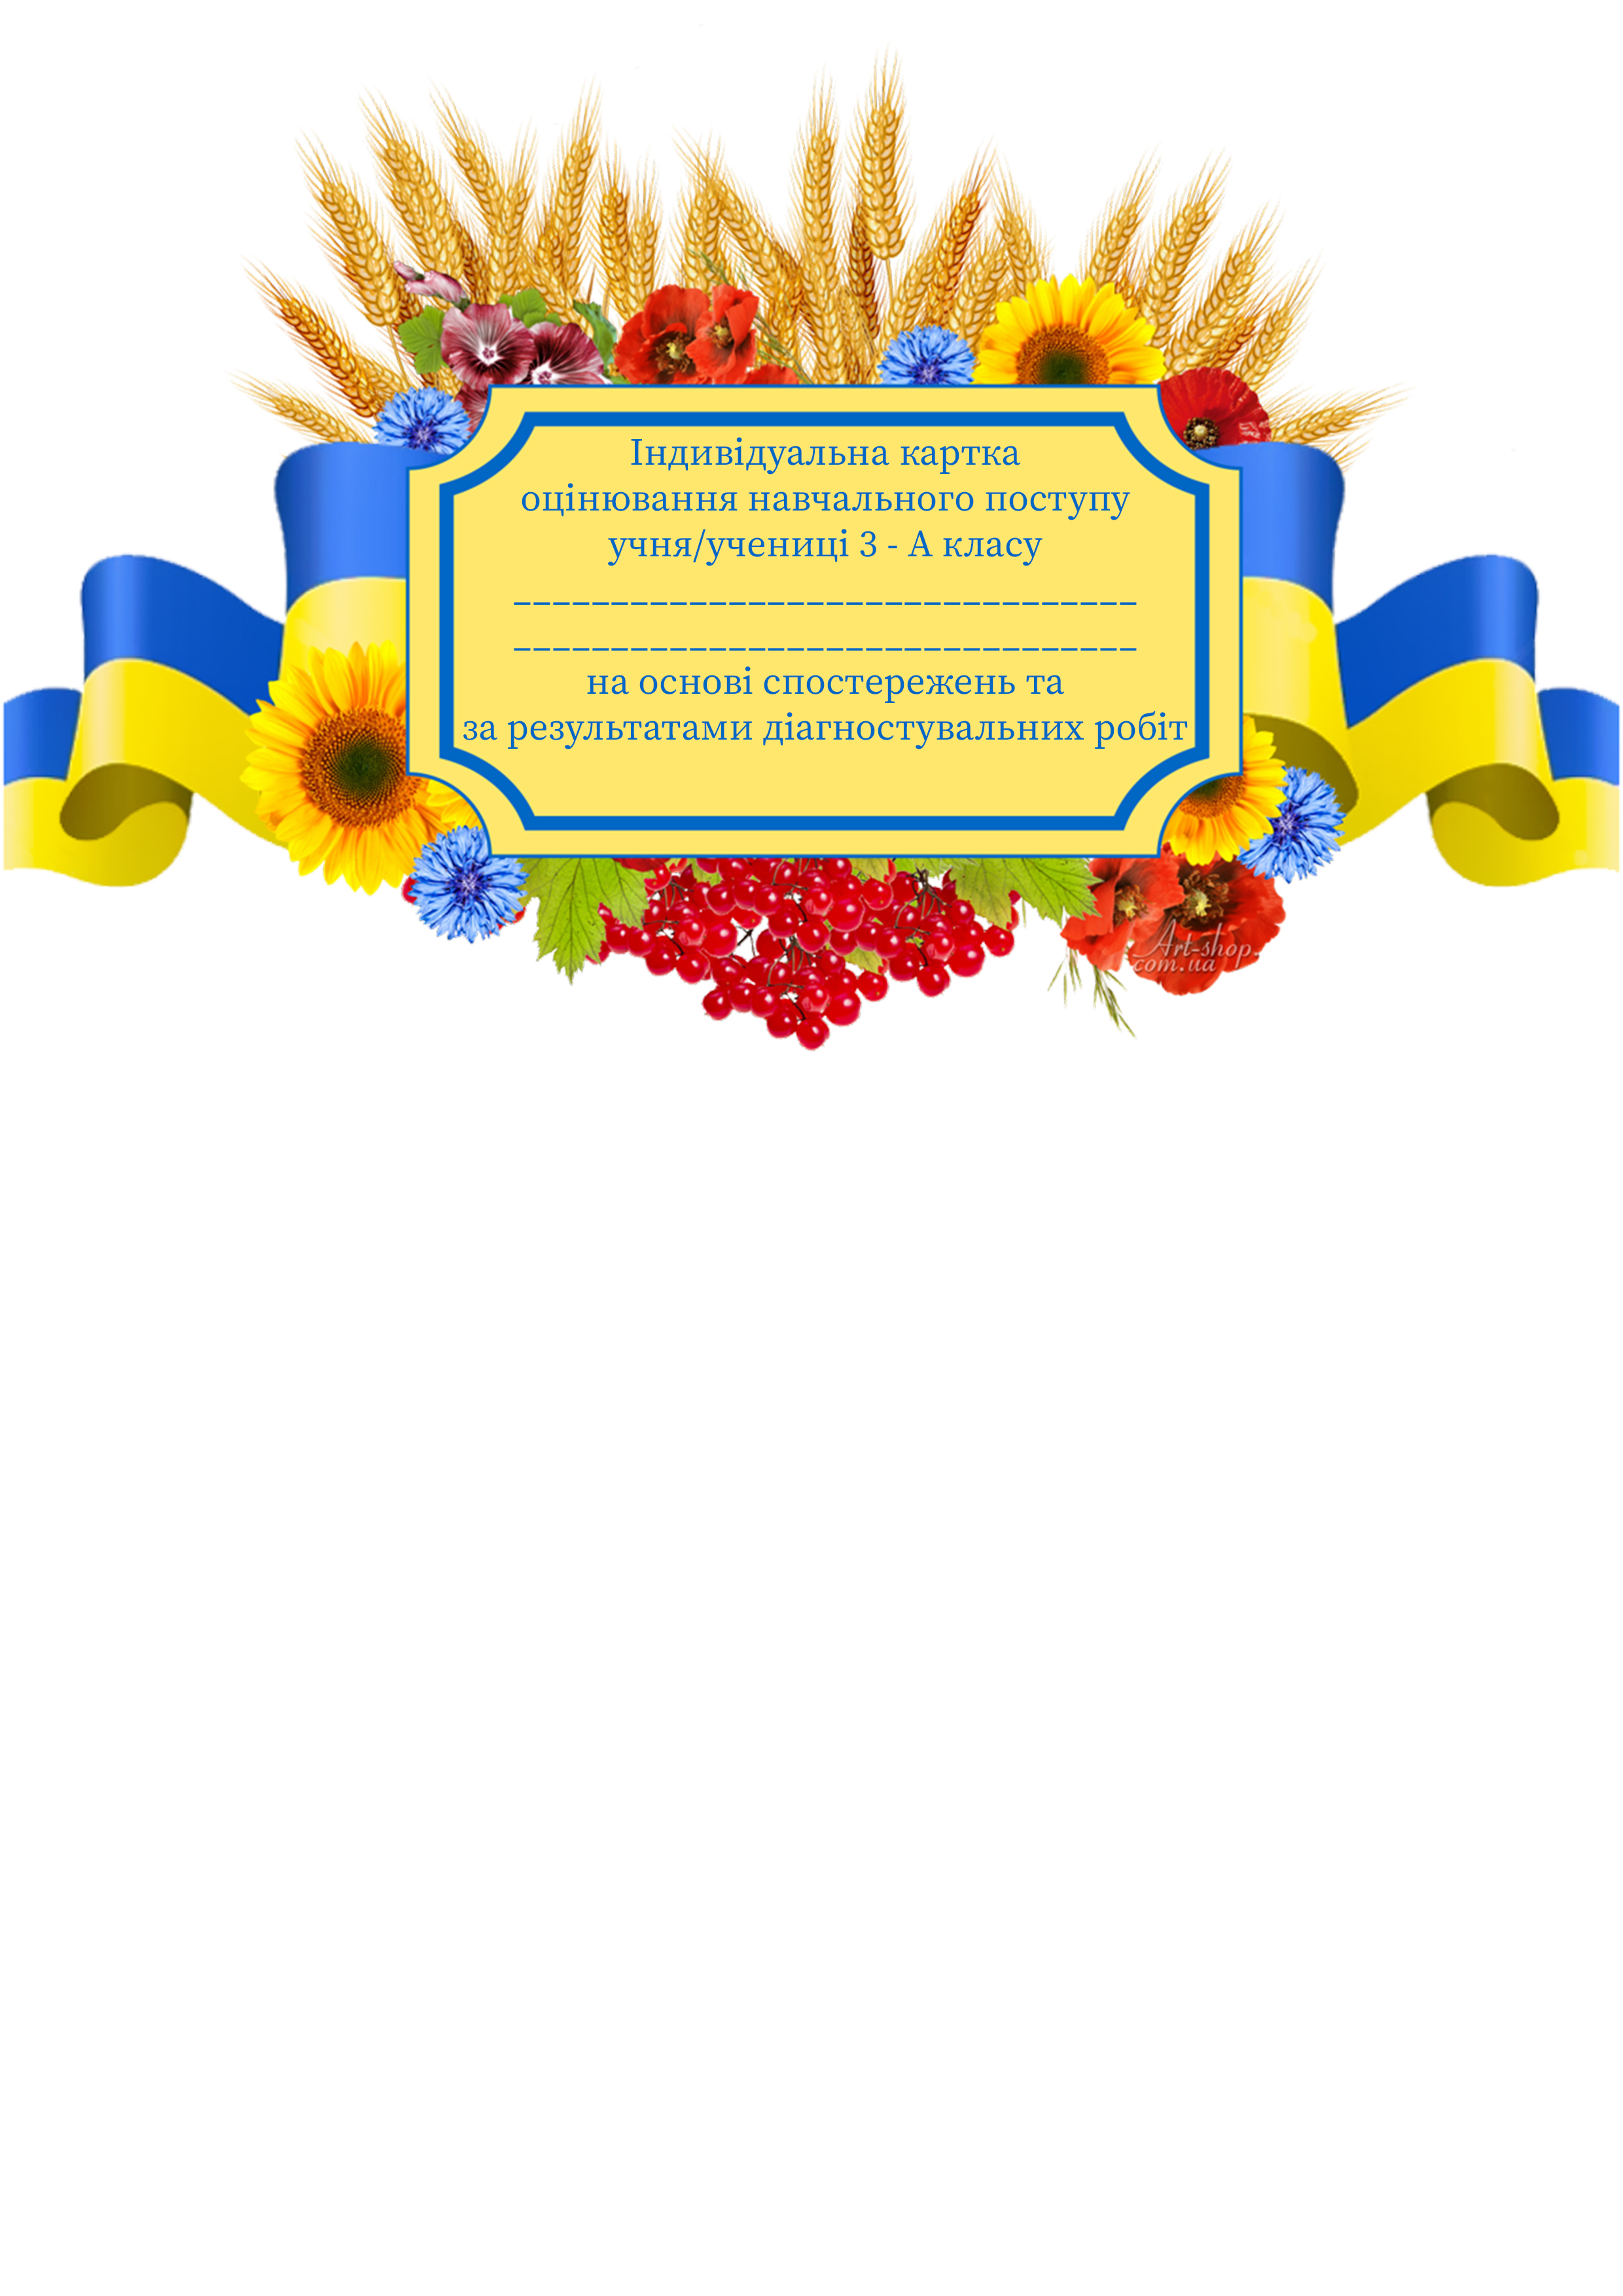 Індивідуальна картка
оцінювання навчального поступу
учня/учениці 3 - А класу
________________________________
________________________________
на основі спостережень та
за результатами діагностувальних робіт
Art-shop.
com.ua